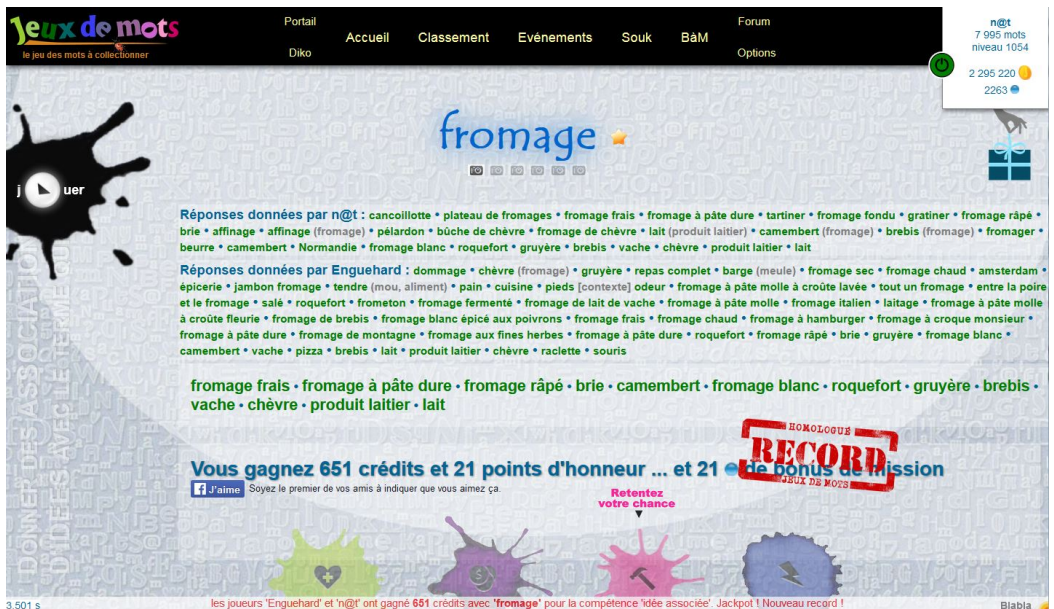 Jeux de mots
le jeu des mots à collectionner
Portail
Diko
Accueil
Classement
Evénements
Souk
BàM
Forum
Options
n@t
7 995 mots
niveau 1054
2 295 220
2263
fromage
j uer
Réponses données par n@t : cancoillotte • plateau de fromages • fromage frais • fromage à pâte dure • tartiner • fromage fondu • gratiner • fromage râpé •
brie • affinage • affinage (fromage) • pélardon • bûche de chèvre • fromage de chèvre • lait (produit laitier) • camembert (fromage) • brebis (fromage) • fromager •
beurre • camembert • Normandie • fromage blanc • roquefort • gruyère • brebis • vache • chèvre • produit laitier • lait
Réponses données par Enguehard : dommage • chèvre (fromage) • gruyère • repas complet • barge (meule) • fromage sec • fromage chaud • amsterdam •
épicerie • jambon fromage • tendre (mou, aliment) • pain • cuisine • pieds [contexte] odeur • fromage à pâte molle à croûte lavée • tout un fromage • entre la poire
et le fromage • salé • roquefort • frometon • fromage fermenté • fromage de lait de vache • fromage à pâte molle • fromage italien • laitage • fromage à pâte molle
à croûte fleurie • fromage de brebis • fromage blanc épicé aux poivrons • fromage frais • fromage chaud • fromage à hamburger • fromage à croque monsieur •
fromage à pâte dure • fromage de montagne • fromage aux fines herbes • fromage à pâte dure • roquefort • fromage râpé • brie • gruyère • fromage blanc •
camembert • vache • pizza • brebis • lait • produit laitier • chèvre • raclette • souris
fromage frais • fromage à pâte dure • fromage râpé • brie • camembert • fromage blanc • roquefort • gruyère • brebis •
vache • chèvre • produit laitier • lait
HOMOLOGUÉ
RECORD
JEUX DE MOTS
Vous gagnez 651 crédits et 21 points d'honneur ... et 21 de bonus de mission
J'aime Soyez le premier de vos amis à indiquer que vous aimez ça.
Retentez
votre chance
DONNER DES ASSOCIATIO
D'IDÉE AVEC LE TERME QU
3.501 s
les joueurs 'Enguehard' et 'n@t' ont gagné 651 crédits avec 'fromage' pour la compétence 'idée associée'. Jackpot ! Nouveau record !
Blabla